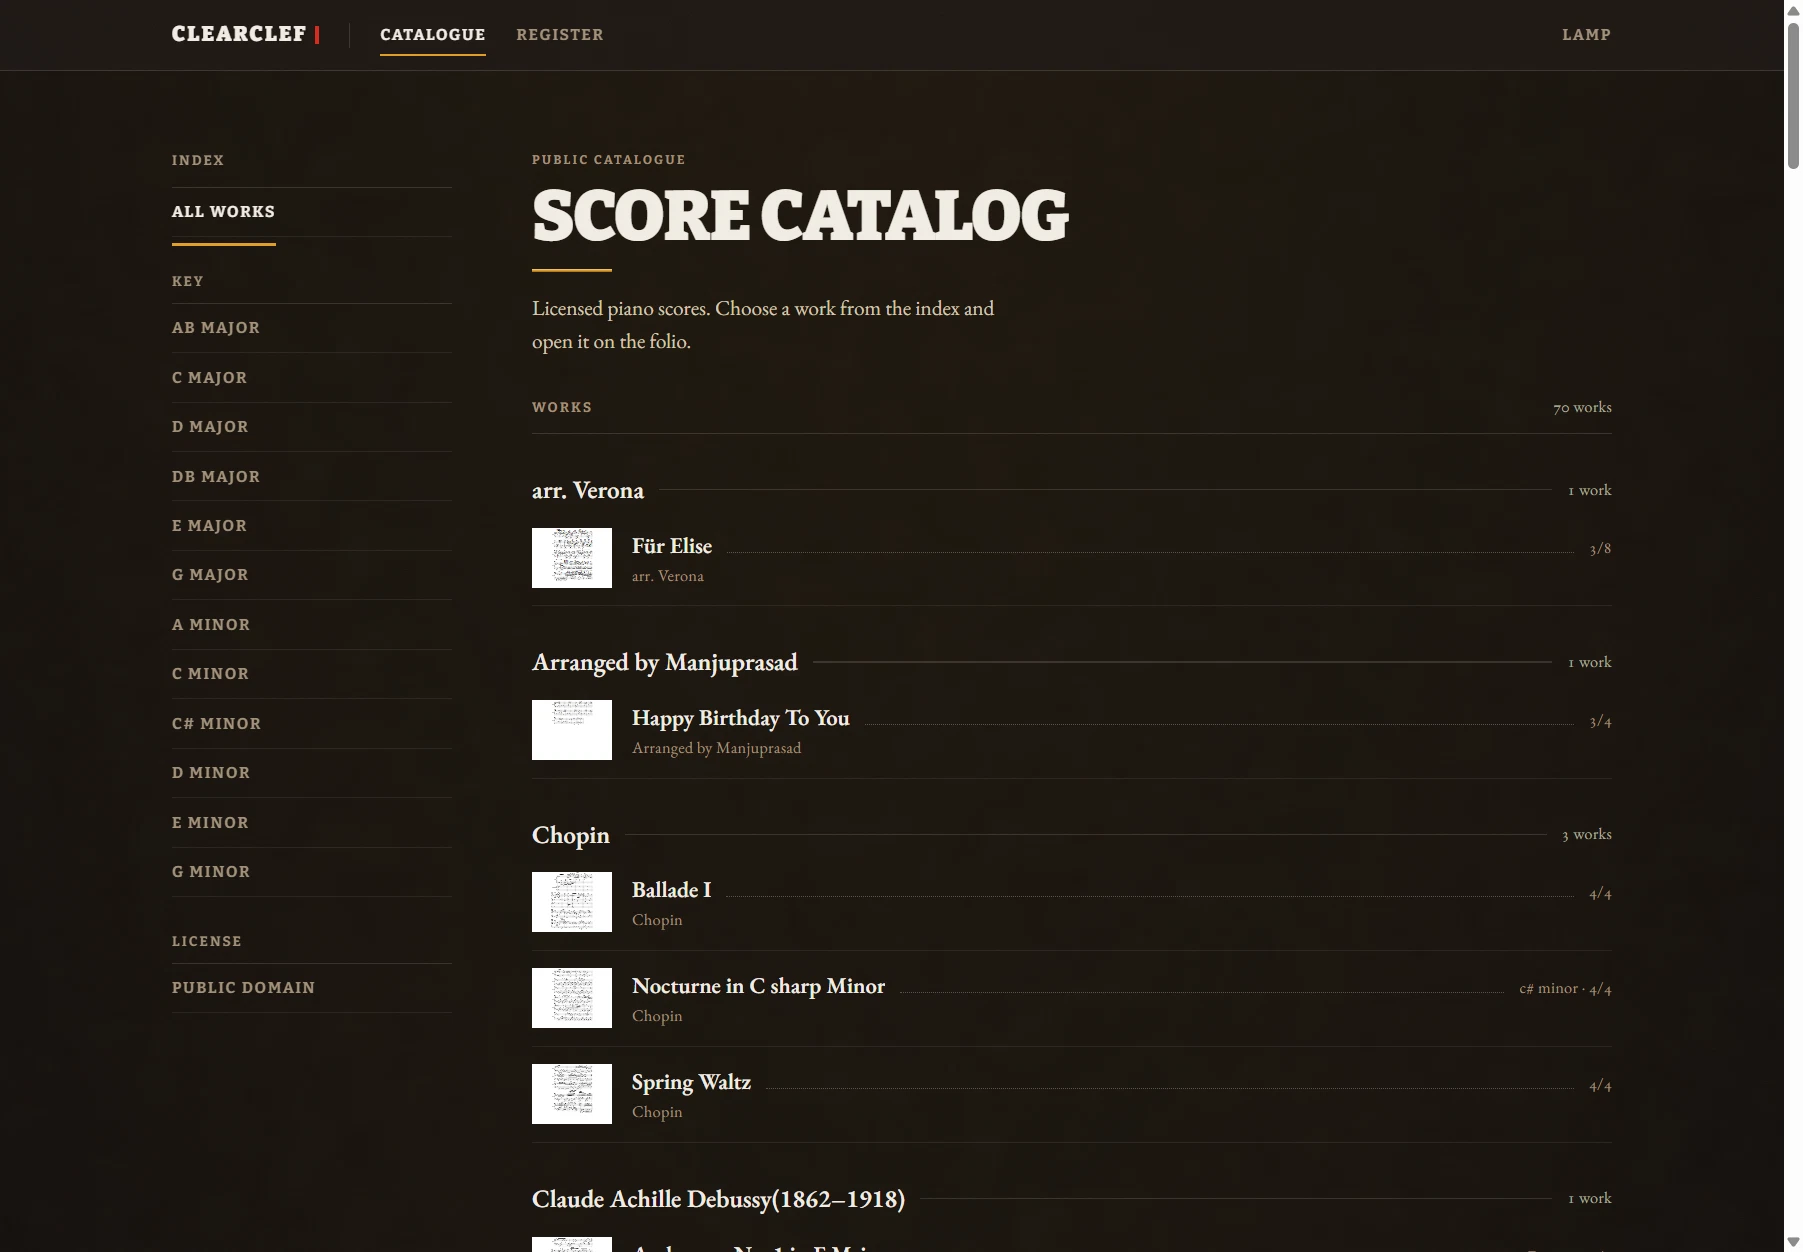 CLEARCLEF
CATALOGUE
REGISTER
LAMP
INDEX
ALL WORKS
KEY
AB MAJOR
C MAJOR
D MAJOR
DB MAJOR
E MAJOR
G MAJOR
A MINOR
C MINOR
C# MINOR
D MINOR
E MINOR
G MINOR
LICENSE
PUBLIC DOMAIN
PUBLIC CATALOGUE
SCORE CATALOG
Licensed piano scores. Choose a work from the index and
open it on the folio.
WORKS 70 works
arr. Verona 1 work
Für Elise 3/8
arr. Verona
Arranged by Manjuprasad 1 work
Happy Birthday To You 3/4
Arranged by Manjuprasad
Chopin 3 works
Ballade I 4/4
Chopin
Nocturne in C sharp Minor c# minor · 4/4
Chopin
Spring Waltz 4/4
Chopin
Claude Achille Debussy(1862–1918) 1 work